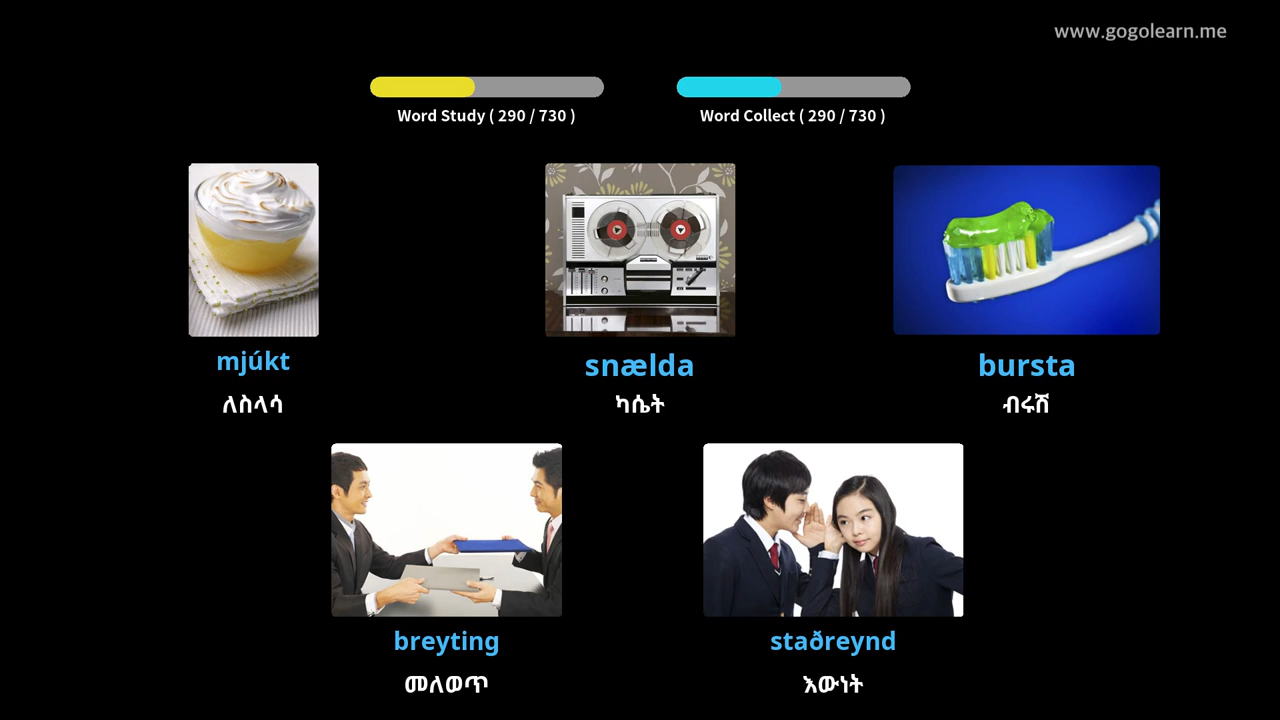 www.gogolearn.me
Word Study ( 290 / 730 )
Word Collect ( 290 / 730 )
mjúkt
ለስላሳ
snælda
ካሴት
bursta
ብሩሽ
breyting
መለወጥ
staðreynd
እውነት